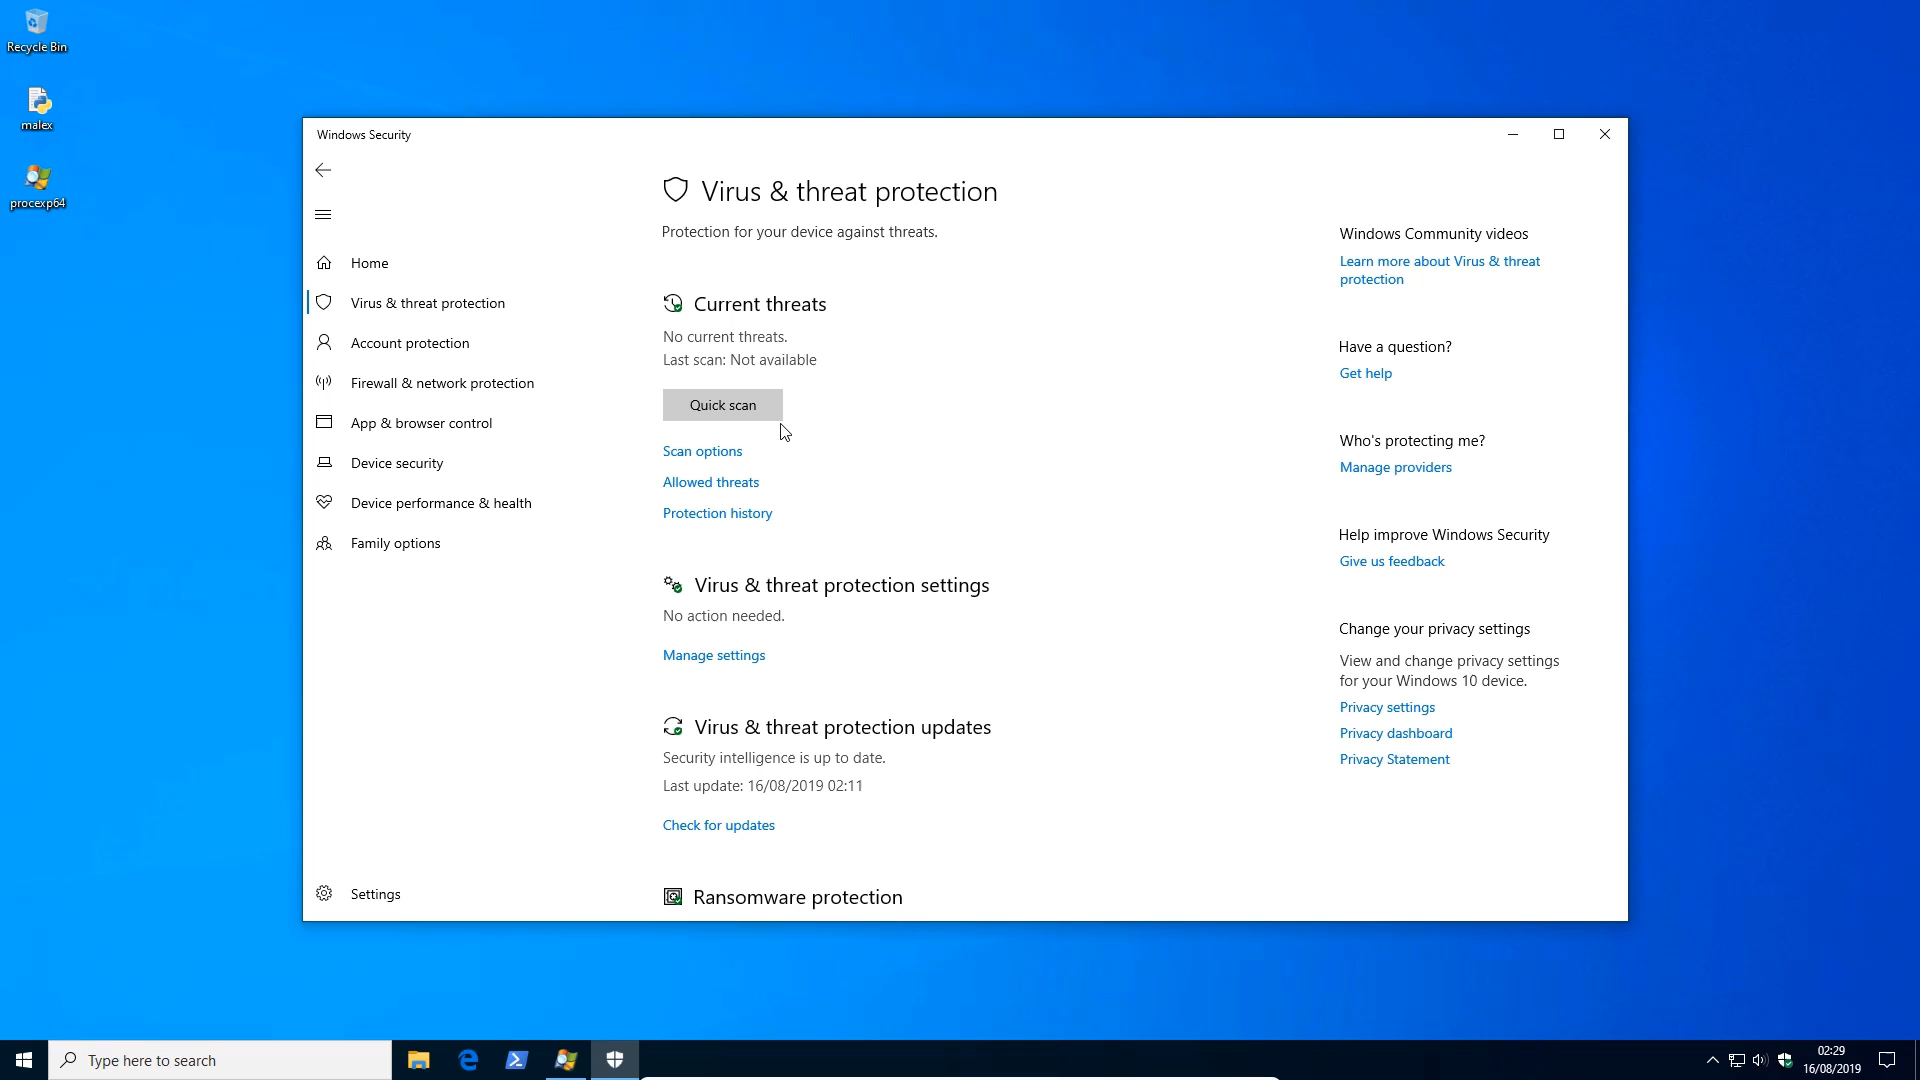 Recycle Bin
malex
procexp64
Windows Security
Home
Virus & threat protection
Account protection
Firewall & network protection
App & browser control
Device security
Device performance & health
Family options
Settings
Virus & threat protection
Protection for your device against threats.
Current threats
No current threats.
Last scan: Not available
Quick scan
Scan options
Allowed threats
Protection history
Virus & threat protection settings
No action needed.
Manage settings
Virus & threat protection updates
Security intelligence is up to date.
Last update: 16/08/2019 02:11
Check for updates
Ransomware protection
Windows Community videos
Learn more about Virus & threat
protection
Have a question?
Get help
Who's protecting me?
Manage providers
Help improve Windows Security
Give us feedback
Change your privacy settings
View and change privacy settings
for your Windows 10 device.
Privacy settings
Privacy dashboard
Privacy Statement
Type here to search
02:29
16/08/2019